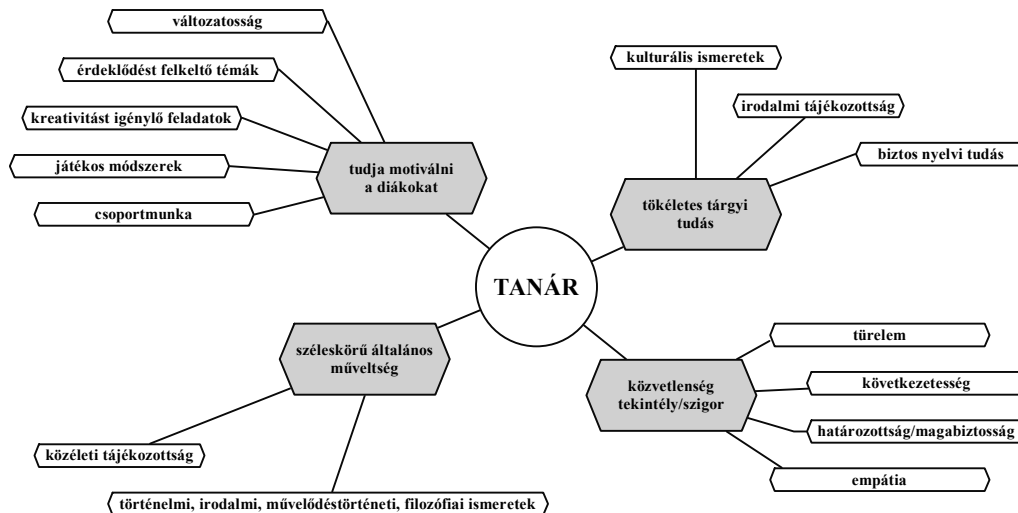 változatosság
érdeklődést felkeltő témák
kreativitást igénylő feladatok
játékos módszerek
csoportmunka
tudja motiválni
a diákokat
kulturális ismeretek
irodalmi tájékozottság
biztos nyelvi tudás
tökéletes tárgyi
tudás
TANÁR
széleskörű általános
műveltség
közéleti tájékozottság
történelmi, irodalmi, művelődéstörténeti, filozófiai ismeretek
közvetlenség
tekintély/szigor
türelem
következetesség
határozottság/magabiztosság
empátia